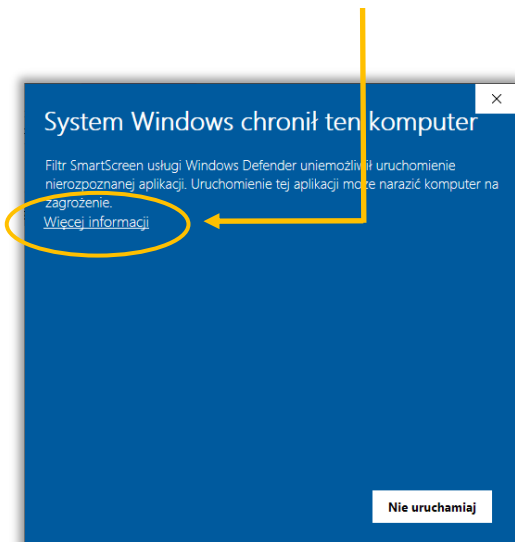 System Windows chronił ten komputer
Filtr SmartScreen usługi Windows Defender uniemożliwił uruchomienie
nierozpoznanej aplikacji. Uruchomienie tej aplikacji może narazić komputer na
zagrożenie.
Więcej informacji
Nie uruchamiaj